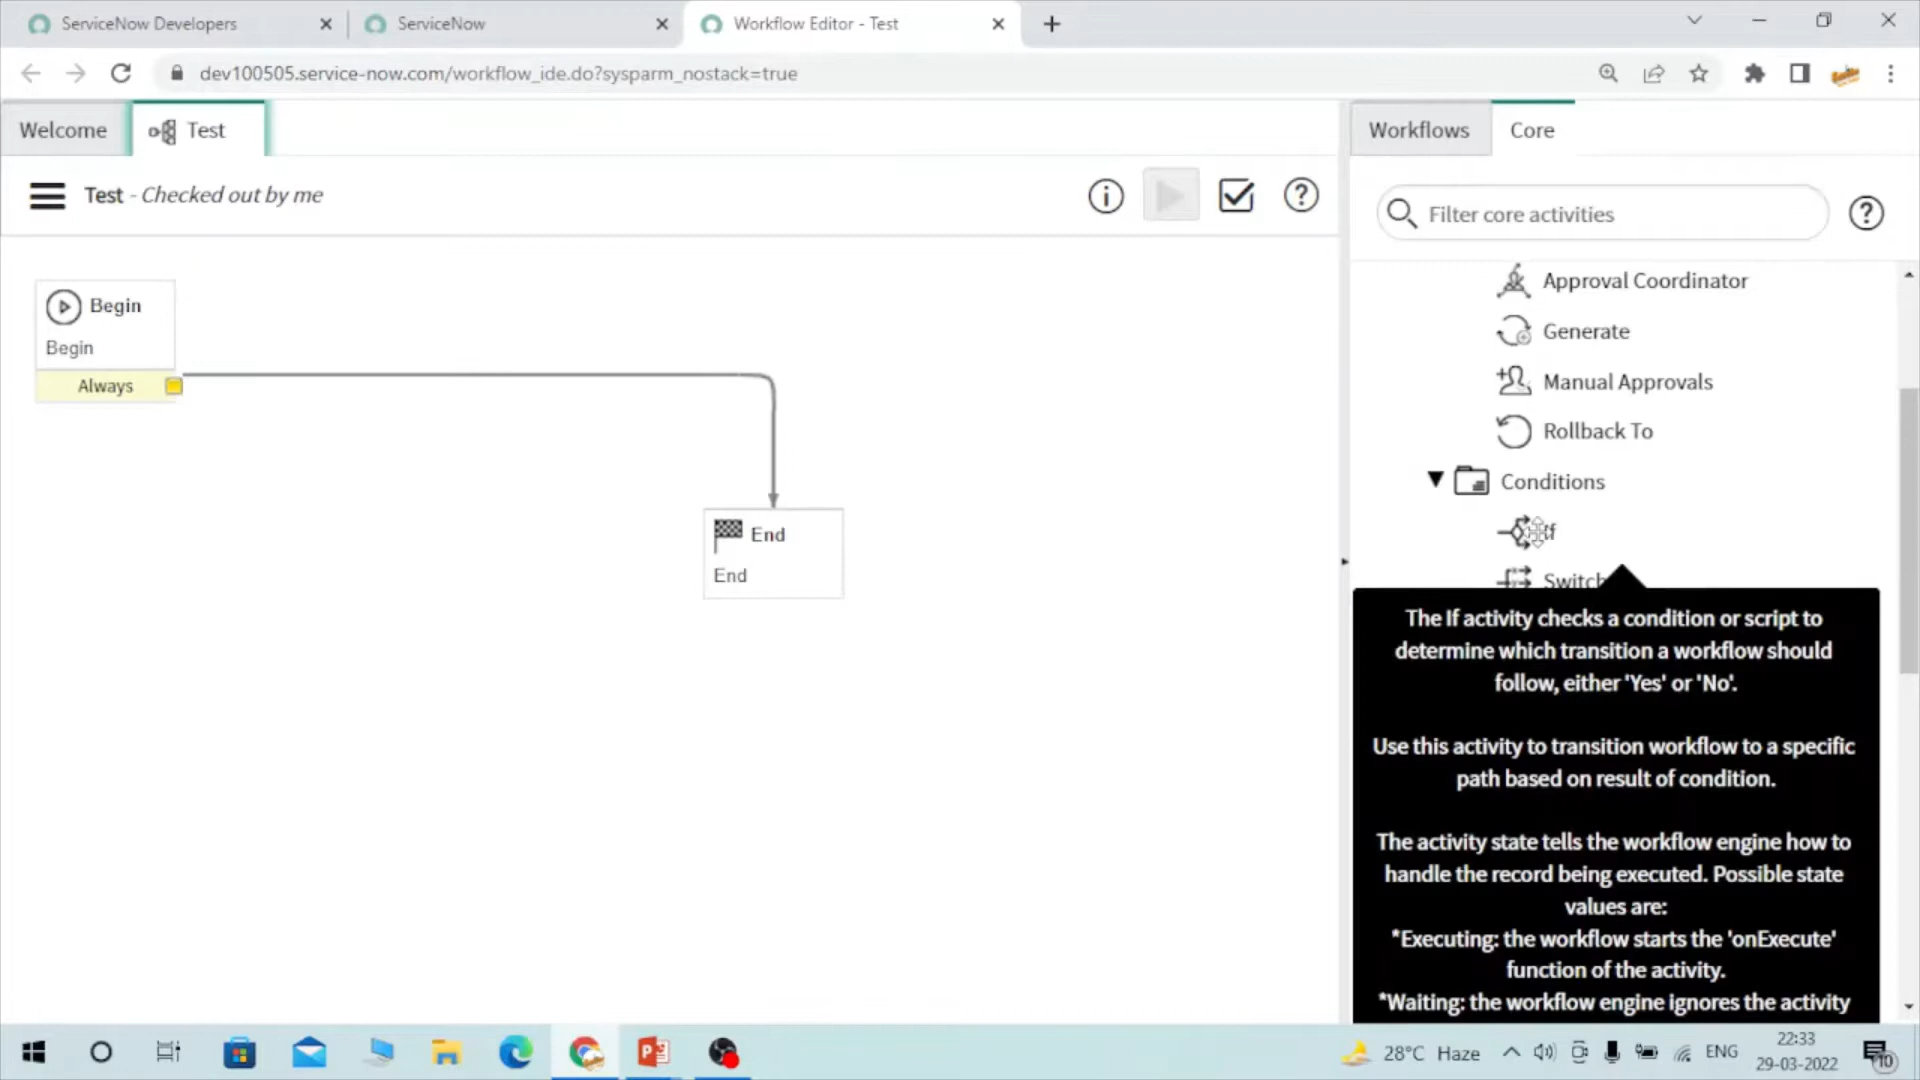 ServiceNow Developers
ServiceNow
Workflow Editor - Test
dev100505.service-now.com/workflow_ide.do?sysparm_nostack=true
Welcome
Test
Workflows
Core
Test - Checked out by me
Filter core activities
Begin
Begin
Always
End
End
Approval Coordinator
Generate
Manual Approvals
Rollback To
Conditions
If
Switch
The If activity checks a condition or script to
determine which transition a workflow should
follow, either 'Yes' or 'No'.
Use this activity to transition workflow to a specific
path based on result of condition.
The activity state tells the workflow engine how to
handle the record being executed. Possible state
values are:
*Executing: the workflow starts the 'onExecute'
function of the activity.
*Waiting: the workflow engine ignores the activity
28°C Haze
ENG
22:33
29-03-2022
10